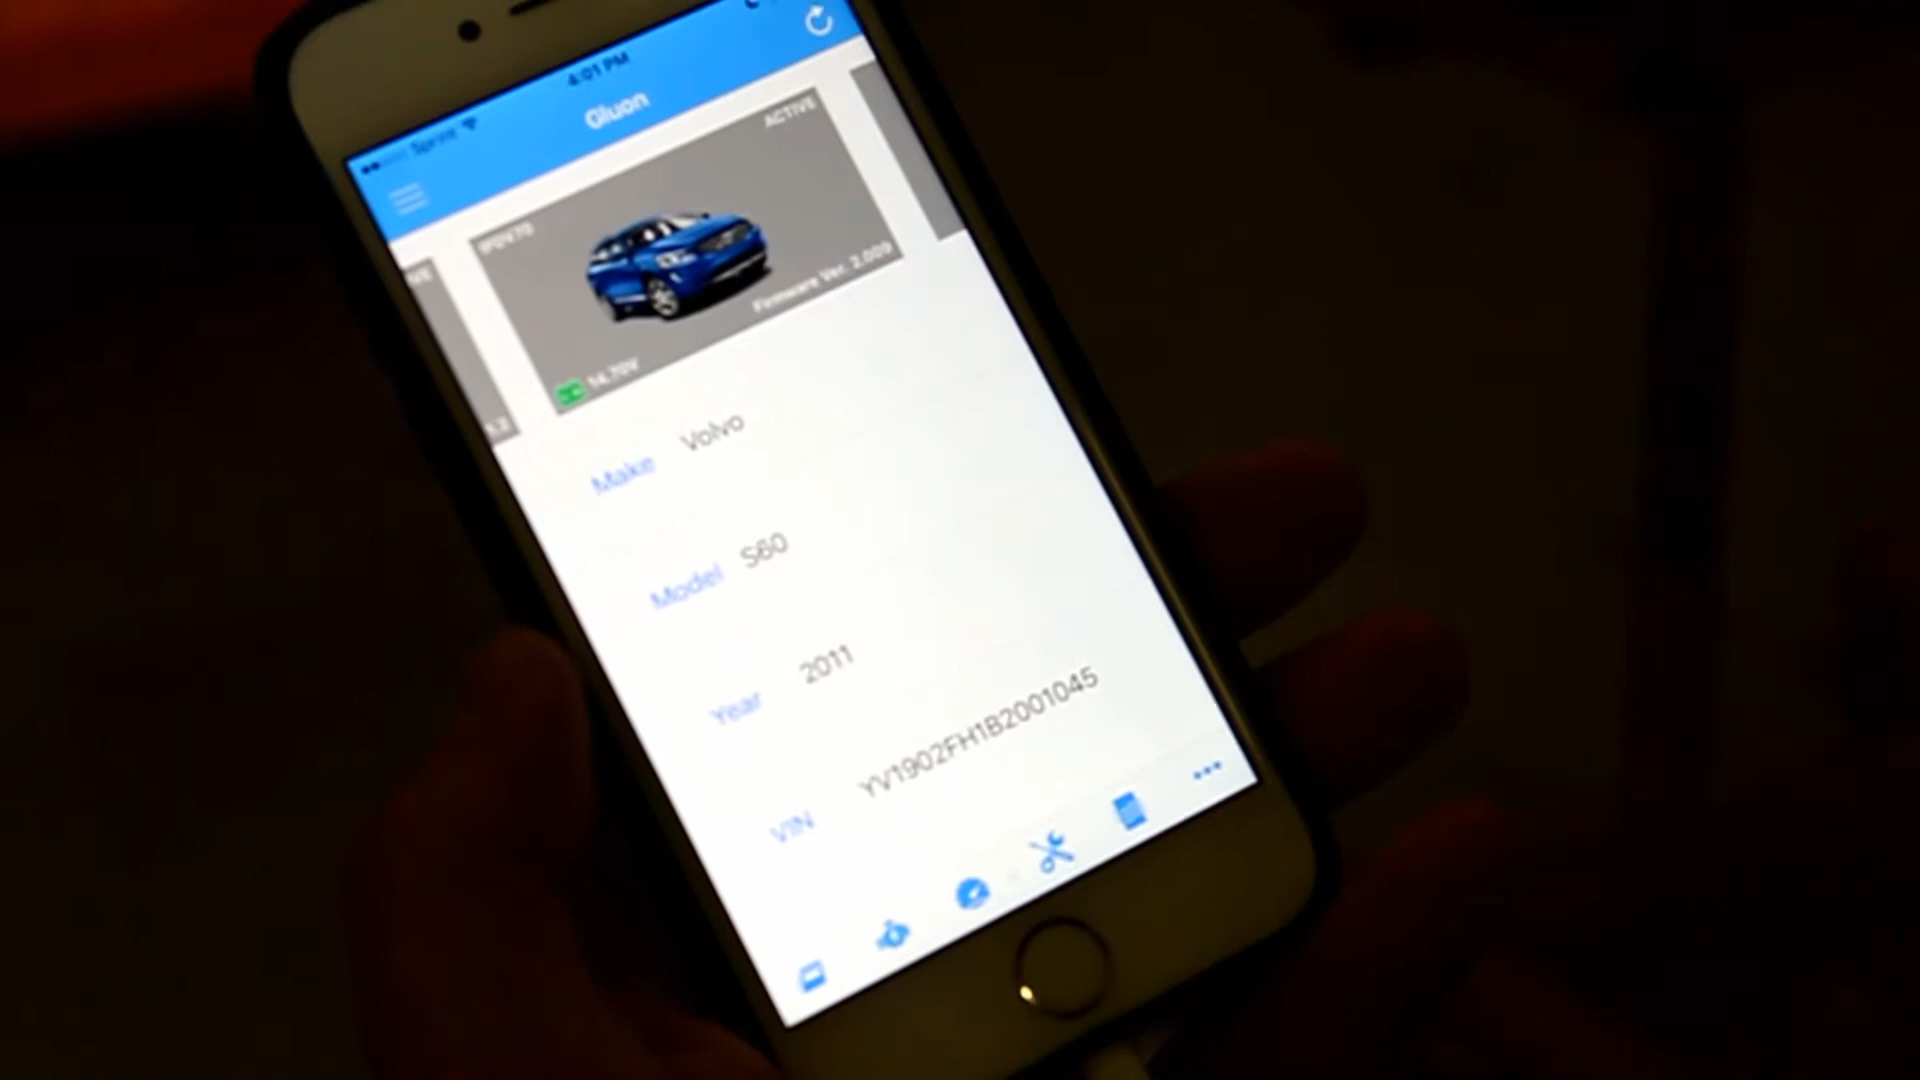 Sprint
4:01 PM
Gluon
ACTIVE
Firmware Ver. 2.009
14.70V
Make Volvo
Model S60
Year 2011
VIN YV1902FH1B2001045